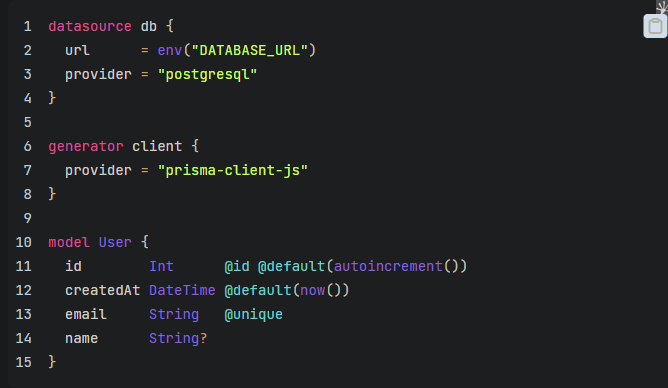 1 datasource db {
2   url      = env("DATABASE_URL")
3   provider = "postgresql"
4 }
5
6 generator client {
7   provider = "prisma-client-js"
8 }
9
10 model User {
11   id        Int      @id @default(autoincrement())
12   createdAt DateTime @default(now())
13   email     String   @unique
14   name      String?
15 }